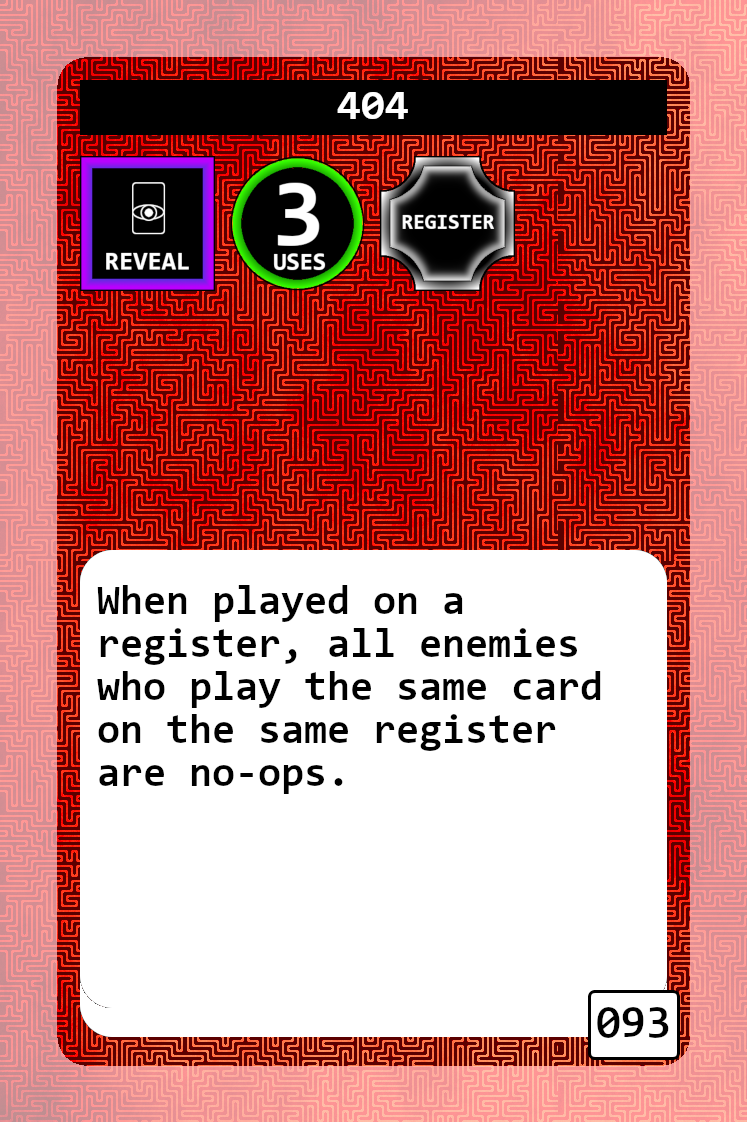 404
REVEAL
3
USES
REGISTER
When played on a
register, all enemies
who play the same card
on the same register
are no-ops.
093